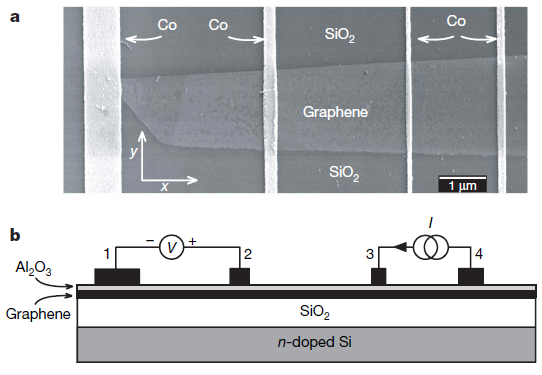 a
Co Co SiO₂ Co
Graphene
y
x
SiO₂
1 μm
b
I
1 − V + 2 3 4
Al₂O₃
Graphene
SiO₂
n-doped Si